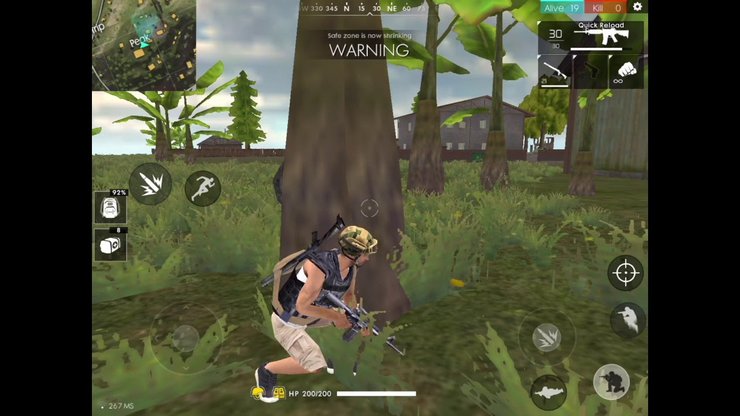 W 330 345 N 15 30 NE 60 75
Alive 19 Kill 0
Peak
Safe zone is now shrinking
WARNING
Quick Reload
30
30
92%
8
HP 200/200
267 MS